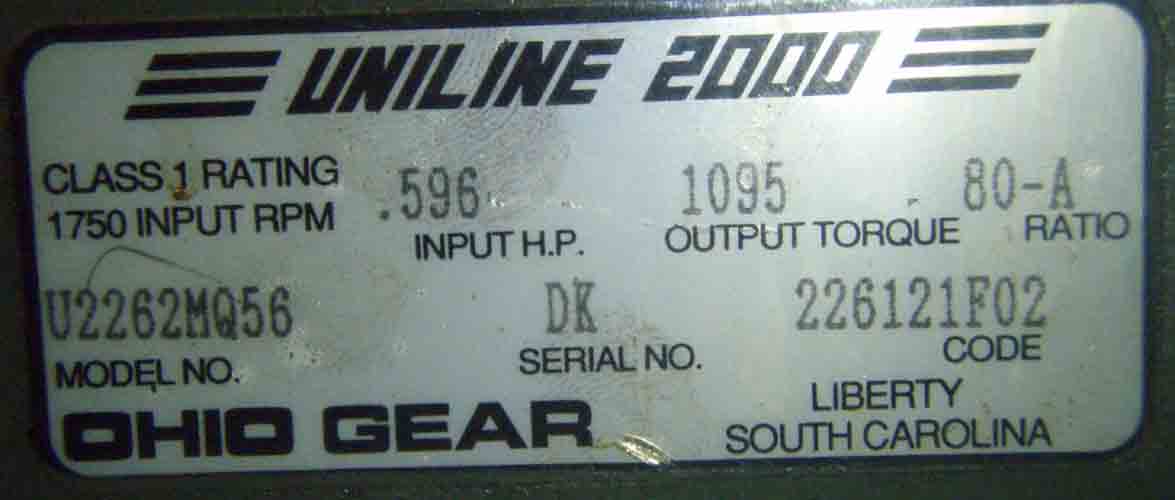 UNILINE 2000
CLASS 1 RATING
1750 INPUT RPM .596 1095 80-A
INPUT H.P. OUTPUT TORQUE RATIO
U2262MQ56 DK 226121F02
MODEL NO. SERIAL NO. CODE
OHIO GEAR LIBERTY
SOUTH CAROLINA